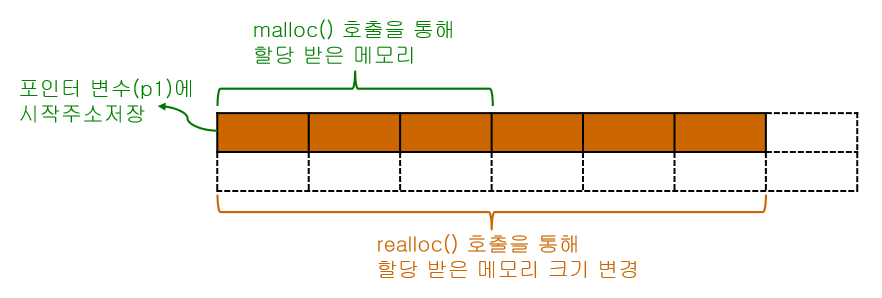 malloc() 호출을 통해
할당 받은 메모리
포인터 변수(p1)에
시작주소저장
realloc() 호출을 통해
할당 받은 메모리 크기 변경